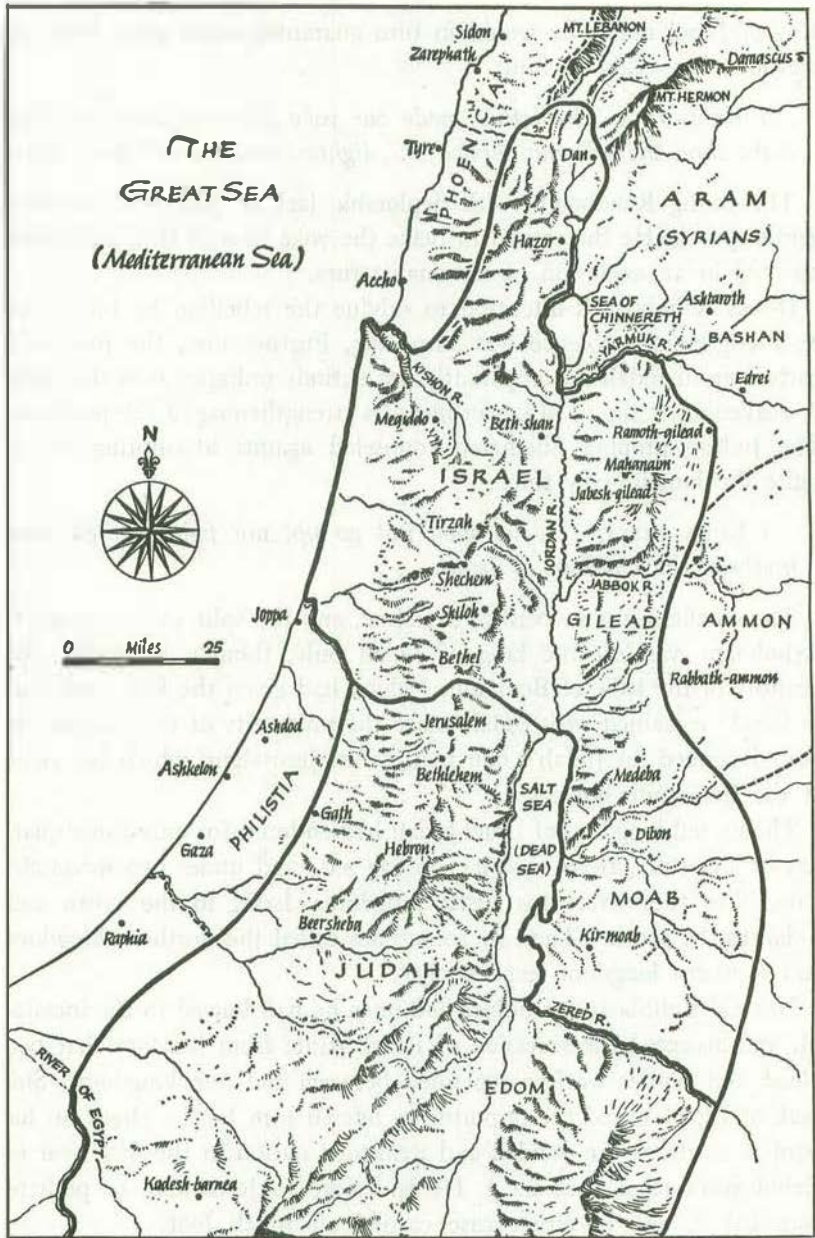 Sidon
Zarephath
MT. LEBANON
Damascus
MT. HERMON
THE
GREAT SEA
(Mediterranean Sea)
Tyre
PHOENICIA
Dan
ARAM
(SYRIANS)
Hazor
Accho
SEA OF
CHINNERETH
Ashtaroth
BASHAN
YARMUK R.
KISHON R.
Edrei
Megiddo
Beth-shan
Ramoth-gilead
Mahanaim
Jabesh-gilead
ISRAEL
N
Tirzah
JORDAN R.
Shechem
JABBOK R.
Joppa
Shiloh
GILEAD
AMMON
0 Miles 25
Bethel
Rabbath-ammon
Ashdod
Jerusalem
Ashkelon
Bethlehem
SALT
SEA
(DEAD
SEA)
Medeba
PHILISTIA
Gath
Gaza
Hebron
Dibon
MOAB
Raphia
Beersheba
Kir-moab
JUDAH
ZERED R.
RIVER
OF EGYPT
EDOM
Kadesh-barnea